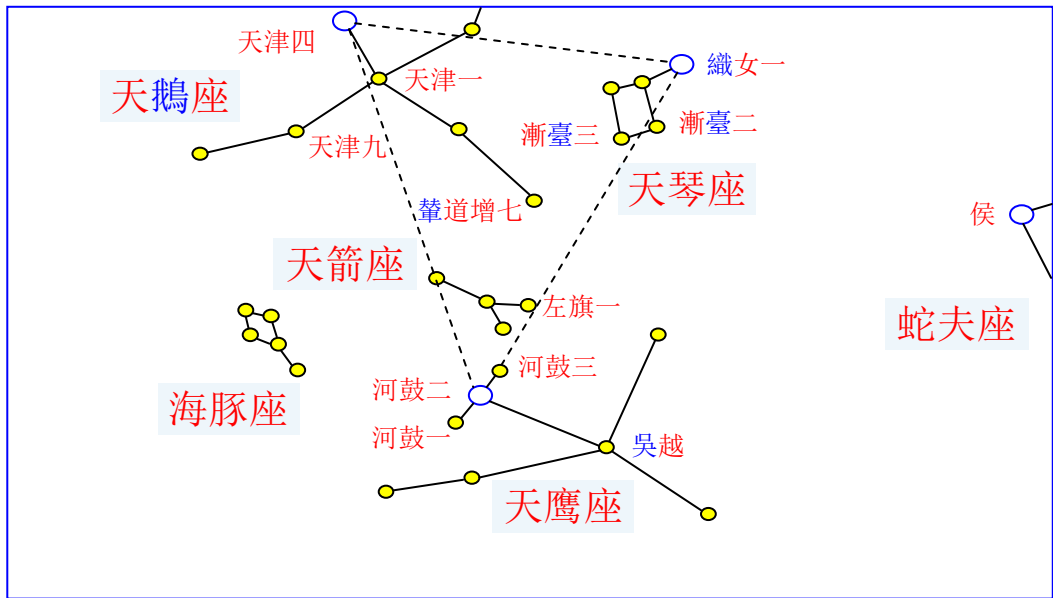 天津四
織女一
天津一
天鵝座
漸臺三
漸臺二
天津九
天琴座
輦道增七
侯
天箭座
左旗一
蛇夫座
河鼓三
河鼓二
海豚座
河鼓一
吳越
天鹰座